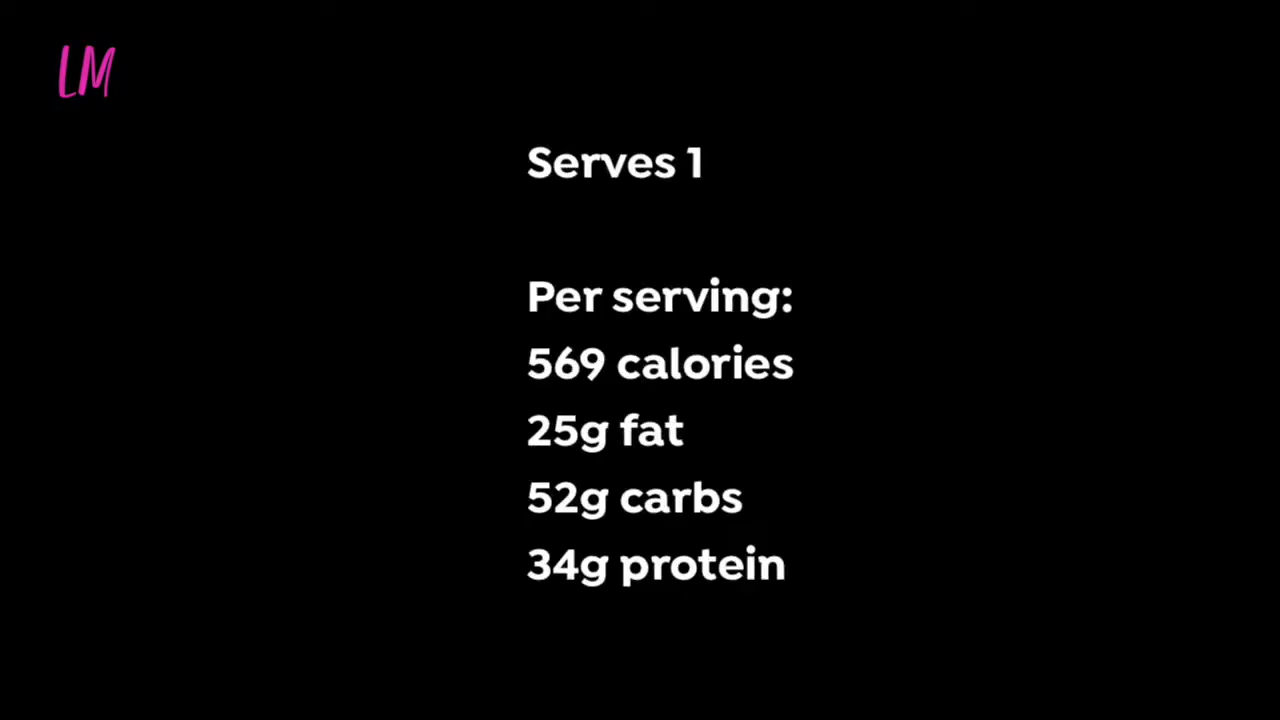 LM
Serves 1
Per serving:
569 calories
25g fat
52g carbs
34g protein